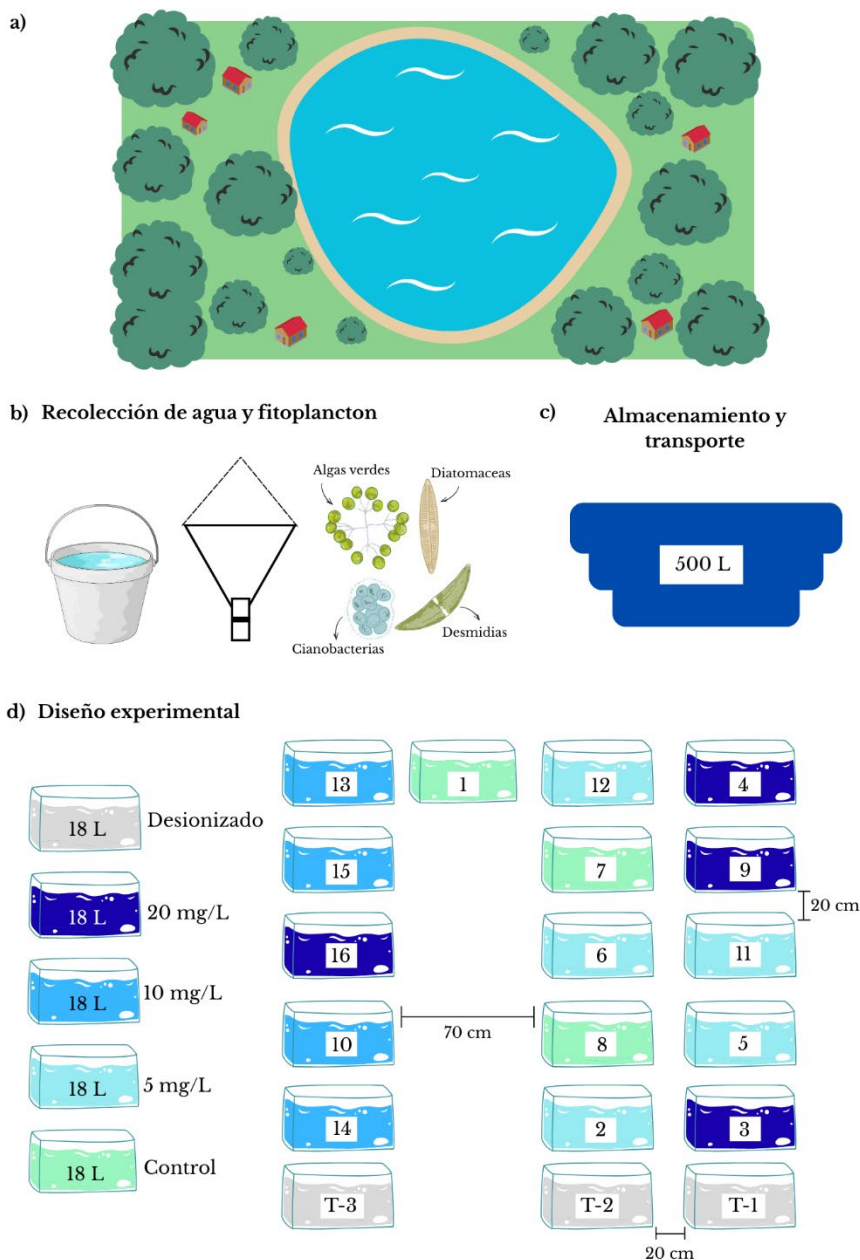 a)
b) Recolección de agua y fitoplancton
Algas verdes
Diatomaceas
Cianobacterias
Desmidias
c) Almacenamiento y
transporte
500 L
d) Diseño experimental
18 L Desionizado
18 L 20 mg/L
18 L 10 mg/L
18 L 5 mg/L
18 L Control
13 1 12 4
15 7 9
20 cm
16 6 11
10 70 cm 8 5
14 2 3
T-3 T-2 T-1
20 cm